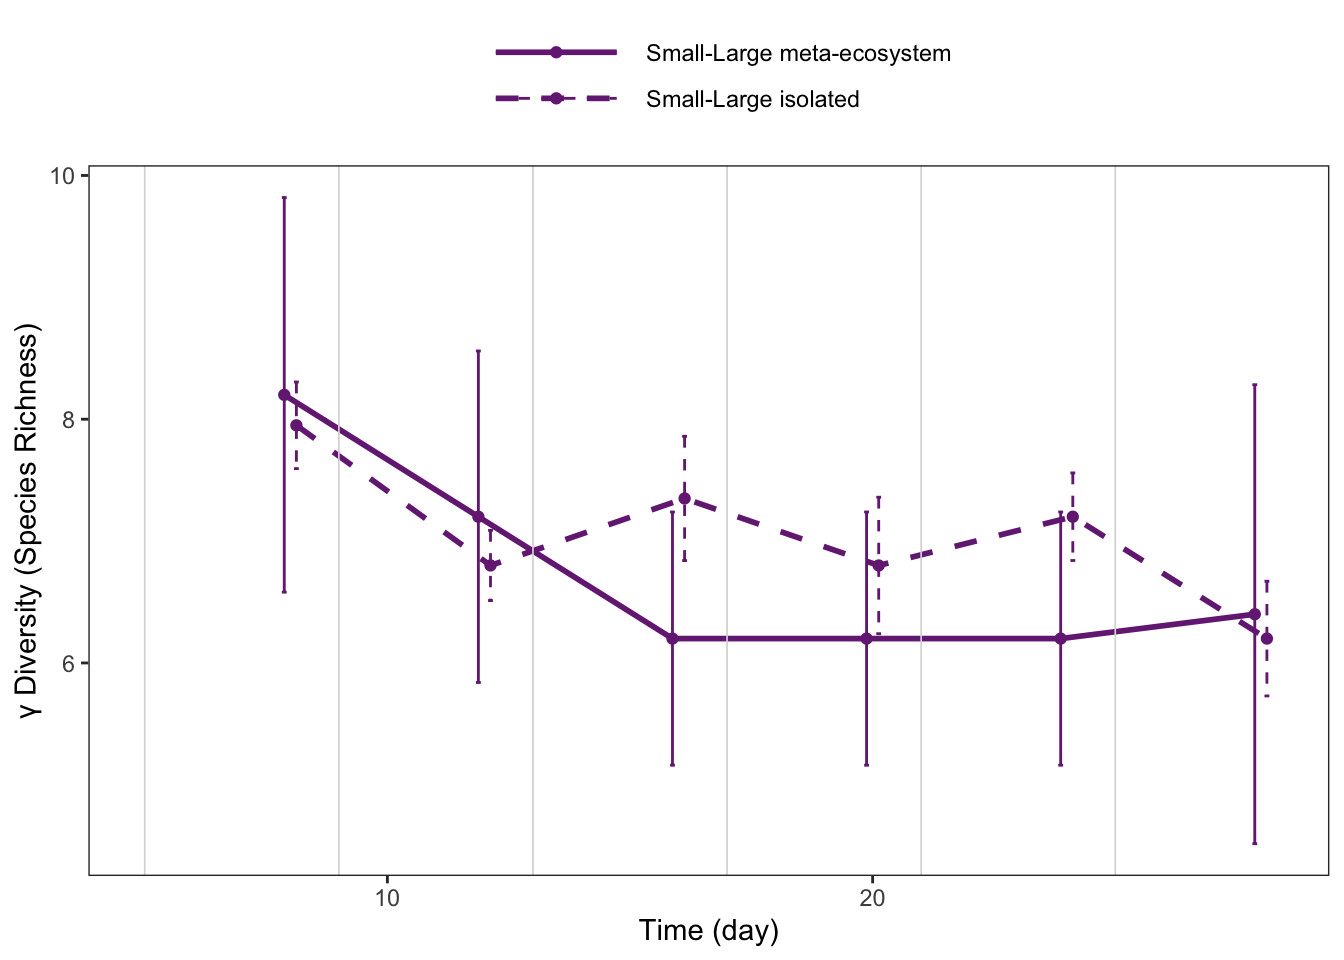 Small-Large meta-ecosystem
Small-Large isolated
10
8
6
γ Diversity (Species Richness)
10
20
Time (day)